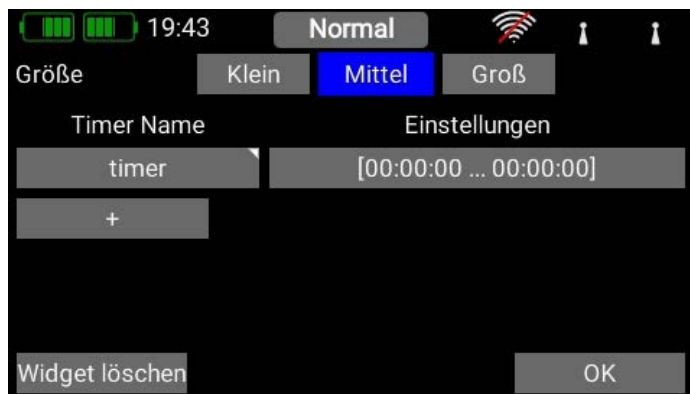 19:43 Normal
Größe Klein Mittel Groß
Timer Name Einstellungen
timer [00:00:00 ... 00:00:00]
+
Widget löschen OK